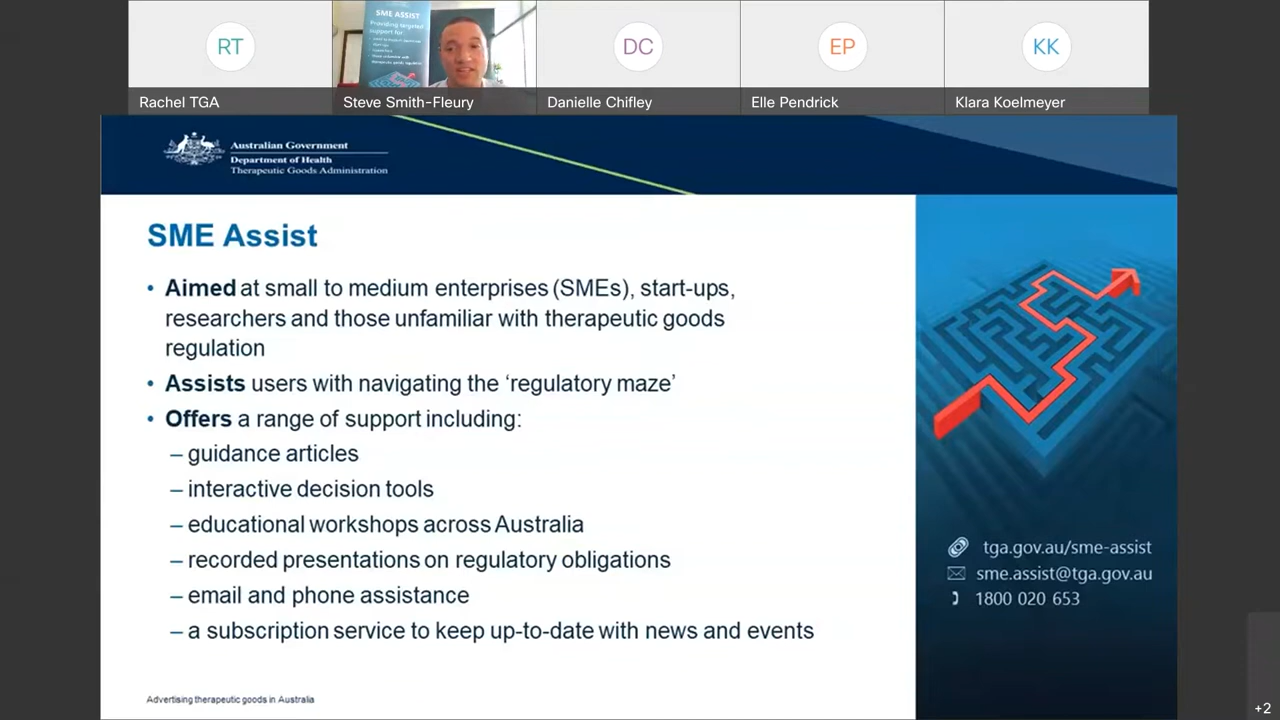 RT
DC
EP
KK
SME ASSIST
Providing targeted
support for:
Rachel TGA
Steve Smith-Fleury
Danielle Chifley
Elle Pendrick
Klara Koelmeyer
Australian Government
Department of Health
Therapeutic Goods Administration
SME Assist
• Aimed at small to medium enterprises (SMEs), start-ups,
researchers and those unfamiliar with therapeutic goods
regulation
• Assists users with navigating the ‘regulatory maze’
• Offers a range of support including:
– guidance articles
– interactive decision tools
– educational workshops across Australia
– recorded presentations on regulatory obligations
– email and phone assistance
– a subscription service to keep up-to-date with news and events
tga.gov.au/sme-assist
sme.assist@tga.gov.au
1800 020 653
Advertising therapeutic goods in Australia
+2